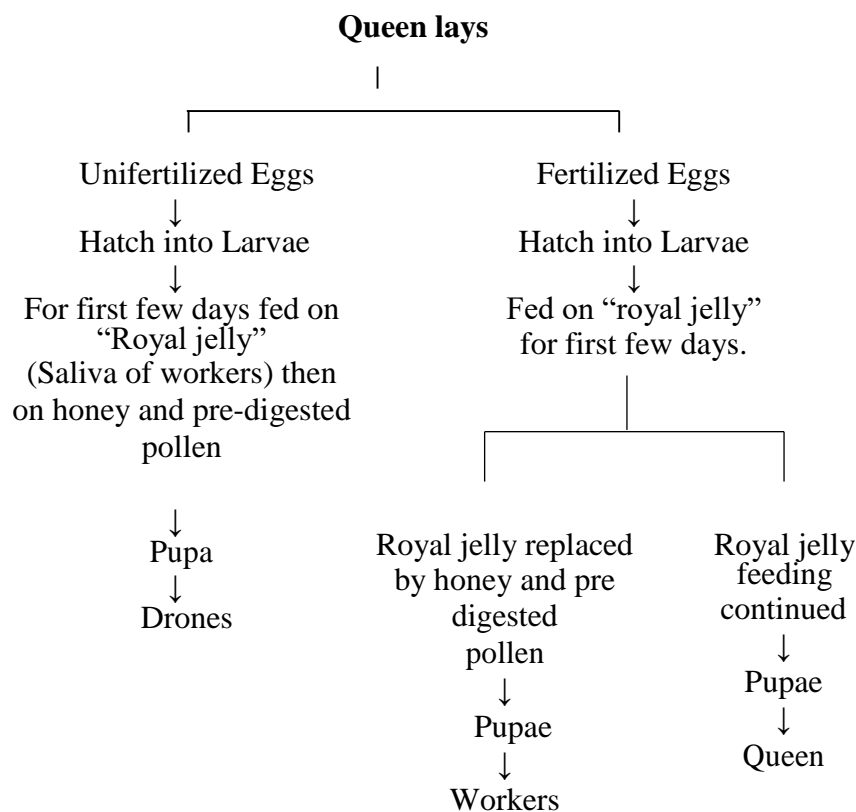 Queen lays
Unifertilized Eggs
↓
Hatch into Larvae
↓
For first few days fed on
“Royal jelly”
(Saliva of workers) then
on honey and pre-digested
pollen
↓
Pupa
↓
Drones
Fertilized Eggs
↓
Hatch into Larvae
↓
Fed on “royal jelly”
for first few days.
Royal jelly replaced
by honey and pre
digested
pollen
↓
Pupae
↓
Workers
Royal jelly
feeding
continued
↓
Pupae
↓
Queen